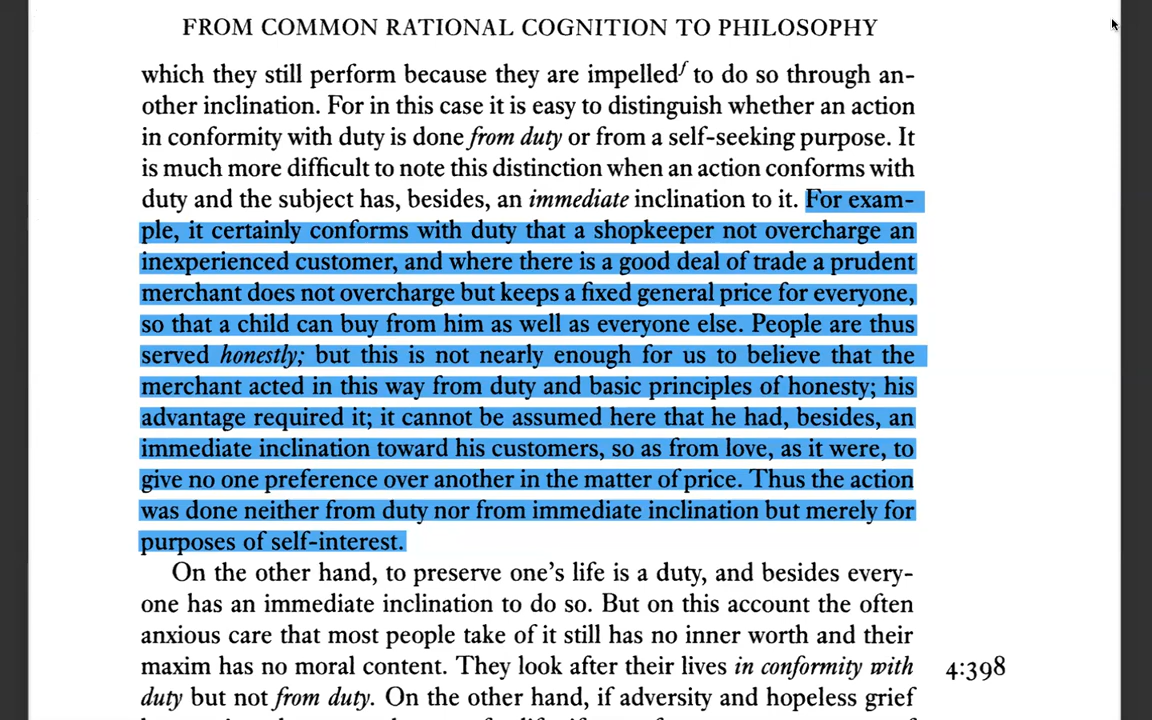 FROM COMMON RATIONAL COGNITION TO PHILOSOPHY
which they still perform because they are impelledᶠ to do so through an-
other inclination. For in this case it is easy to distinguish whether an action
in conformity with duty is done from duty or from a self-seeking purpose. It
is much more difficult to note this distinction when an action conforms with
duty and the subject has, besides, an immediate inclination to it. For exam-
ple, it certainly conforms with duty that a shopkeeper not overcharge an
inexperienced customer, and where there is a good deal of trade a prudent
merchant does not overcharge but keeps a fixed general price for everyone,
so that a child can buy from him as well as everyone else. People are thus
served honestly; but this is not nearly enough for us to believe that the
merchant acted in this way from duty and basic principles of honesty; his
advantage required it; it cannot be assumed here that he had, besides, an
immediate inclination toward his customers, so as from love, as it were, to
give no one preference over another in the matter of price. Thus the action
was done neither from duty nor from immediate inclination but merely for
purposes of self-interest.
On the other hand, to preserve one's life is a duty, and besides every-
one has an immediate inclination to do so. But on this account the often
anxious care that most people take of it still has no inner worth and their
maxim has no moral content. They look after their lives in conformity with
4:398
duty but not from duty. On the other hand, if adversity and hopeless grief